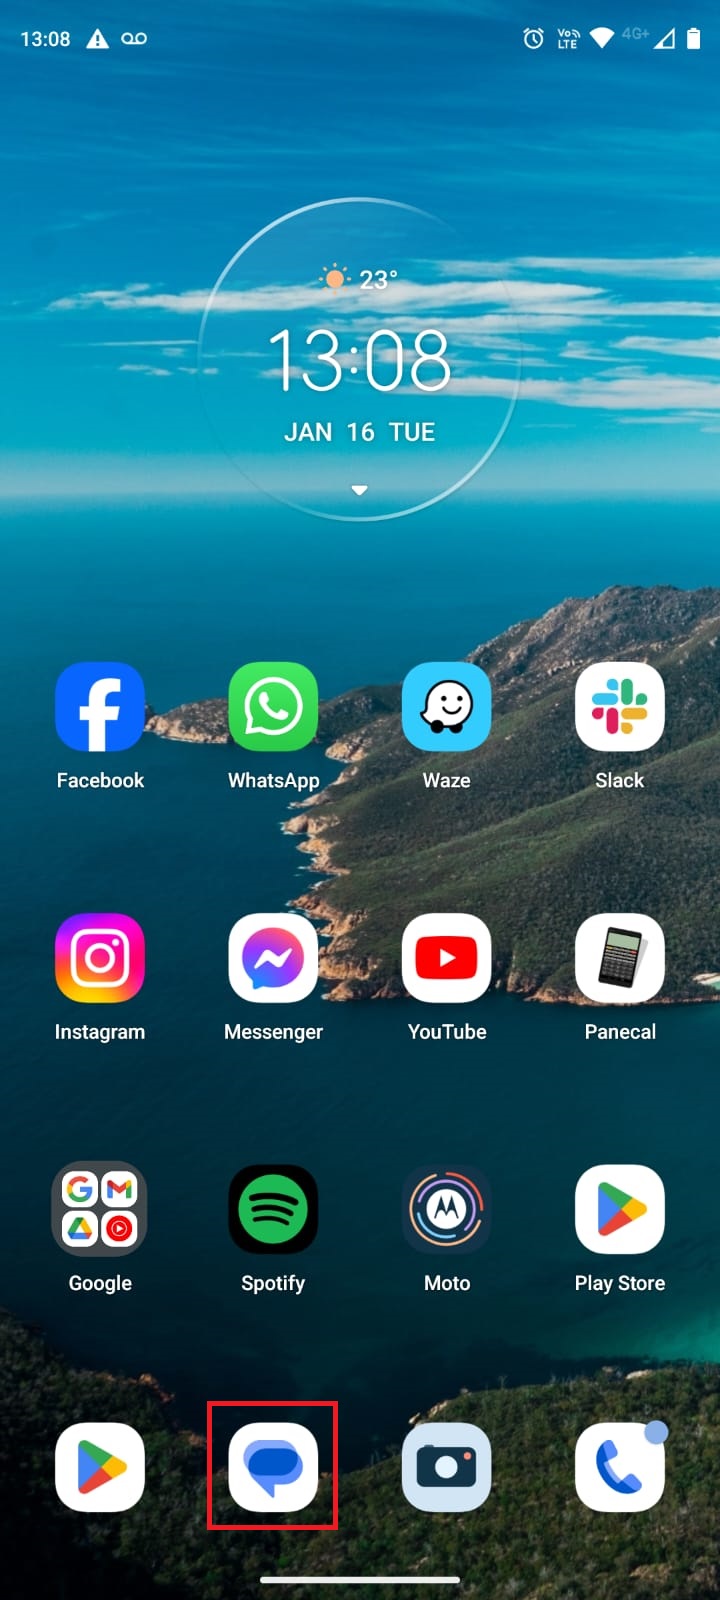 13:08
Vo LTE 4G+
23°
13:08
JAN 16 TUE
Facebook WhatsApp Waze Slack
Instagram Messenger YouTube Panecal
Google Spotify Moto Play Store